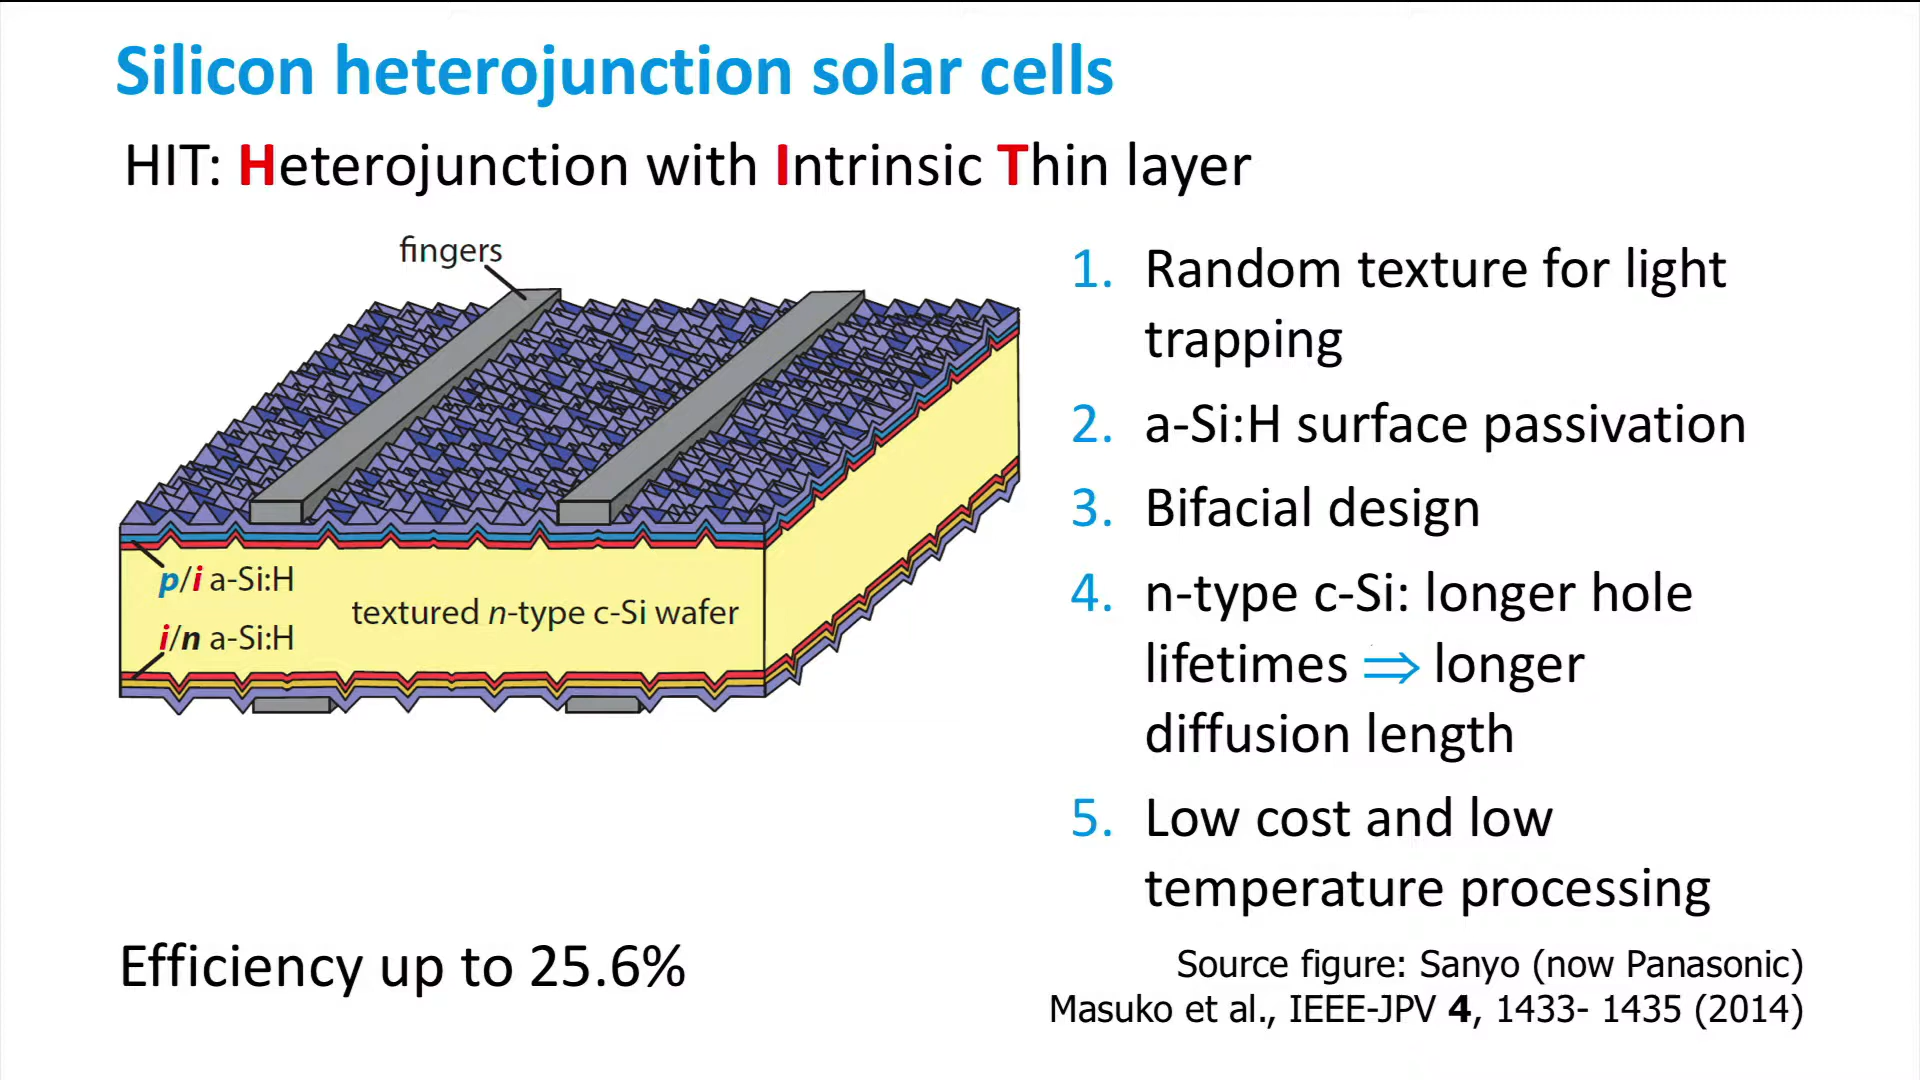 Silicon heterojunction solar cells
HIT: Heterojunction with Intrinsic Thin layer
fingers
p/i a-Si:H
i/n a-Si:H
textured n-type c-Si wafer
1. Random texture for light
trapping
2. a-Si:H surface passivation
3. Bifacial design
4. n-type c-Si: longer hole
lifetimes ⇒ longer
diffusion length
5. Low cost and low
temperature processing
Efficiency up to 25.6%
Source figure: Sanyo (now Panasonic)
Masuko et al., IEEE-JPV 4, 1433- 1435 (2014)